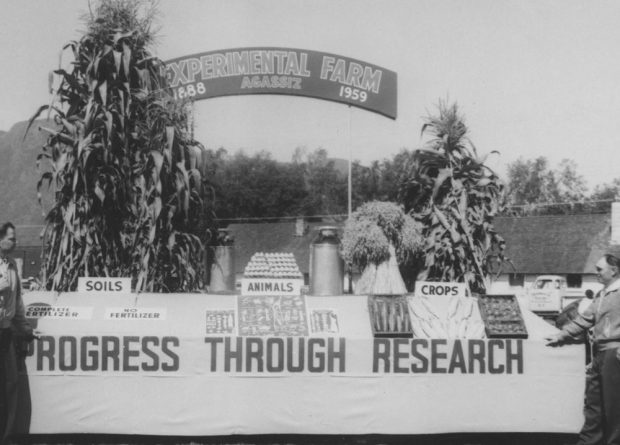 EXPERIMENTAL FARM
AGASSIZ
1888 1959
SOILS ANIMALS CROPS
COMPLETE FERTILIZER NO FERTILIZER
PROGRESS THROUGH RESEARCH